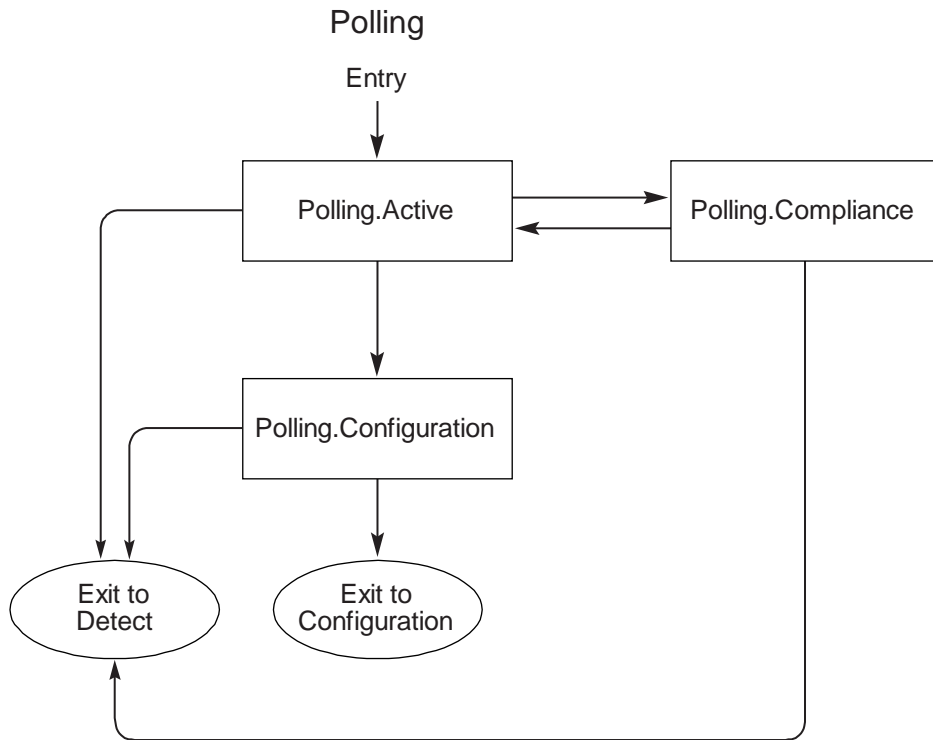 Polling
Entry
Polling.Active
Polling.Compliance
Polling.Configuration
Exit to
Detect
Exit to
Configuration